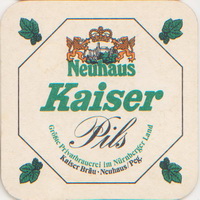 Neuhaus
Kaiser
Pils
Größte Privatbrauerei im Nürnberger Land
Kaiser Bräu · Neuhaus/Peg.